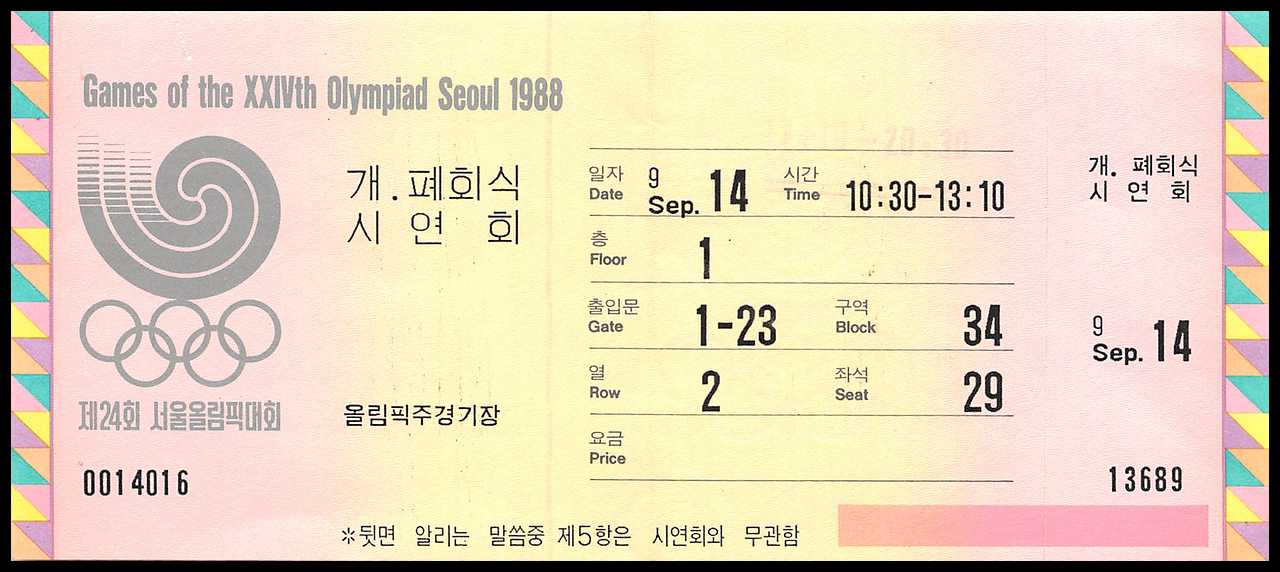 Games of the XXIVth Olympiad Seoul 1988
제24회 서울올림픽대회
0014016
개.폐회식
시 연 회
올림픽주경기장
일자 9 시간
Date Sep. 14 Time 10:30-13:10
층
Floor 1
출입문 구역
Gate 1-23 Block 34
열 좌석
Row 2 Seat 29
요금
Price
※뒷면 알리는 말씀중 제5항은 시연회와 무관함
개. 폐회식
시 연 회
9
Sep. 14
13689